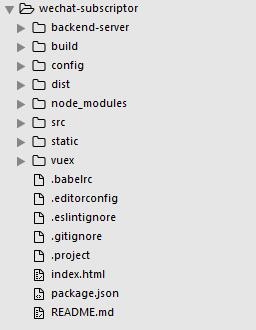 wechat-subscriptor
backend-server
build
config
dist
node_modules
src
static
vuex
.babelrc
.editorconfig
.eslintignore
.gitignore
.project
index.html
package.json
README.md